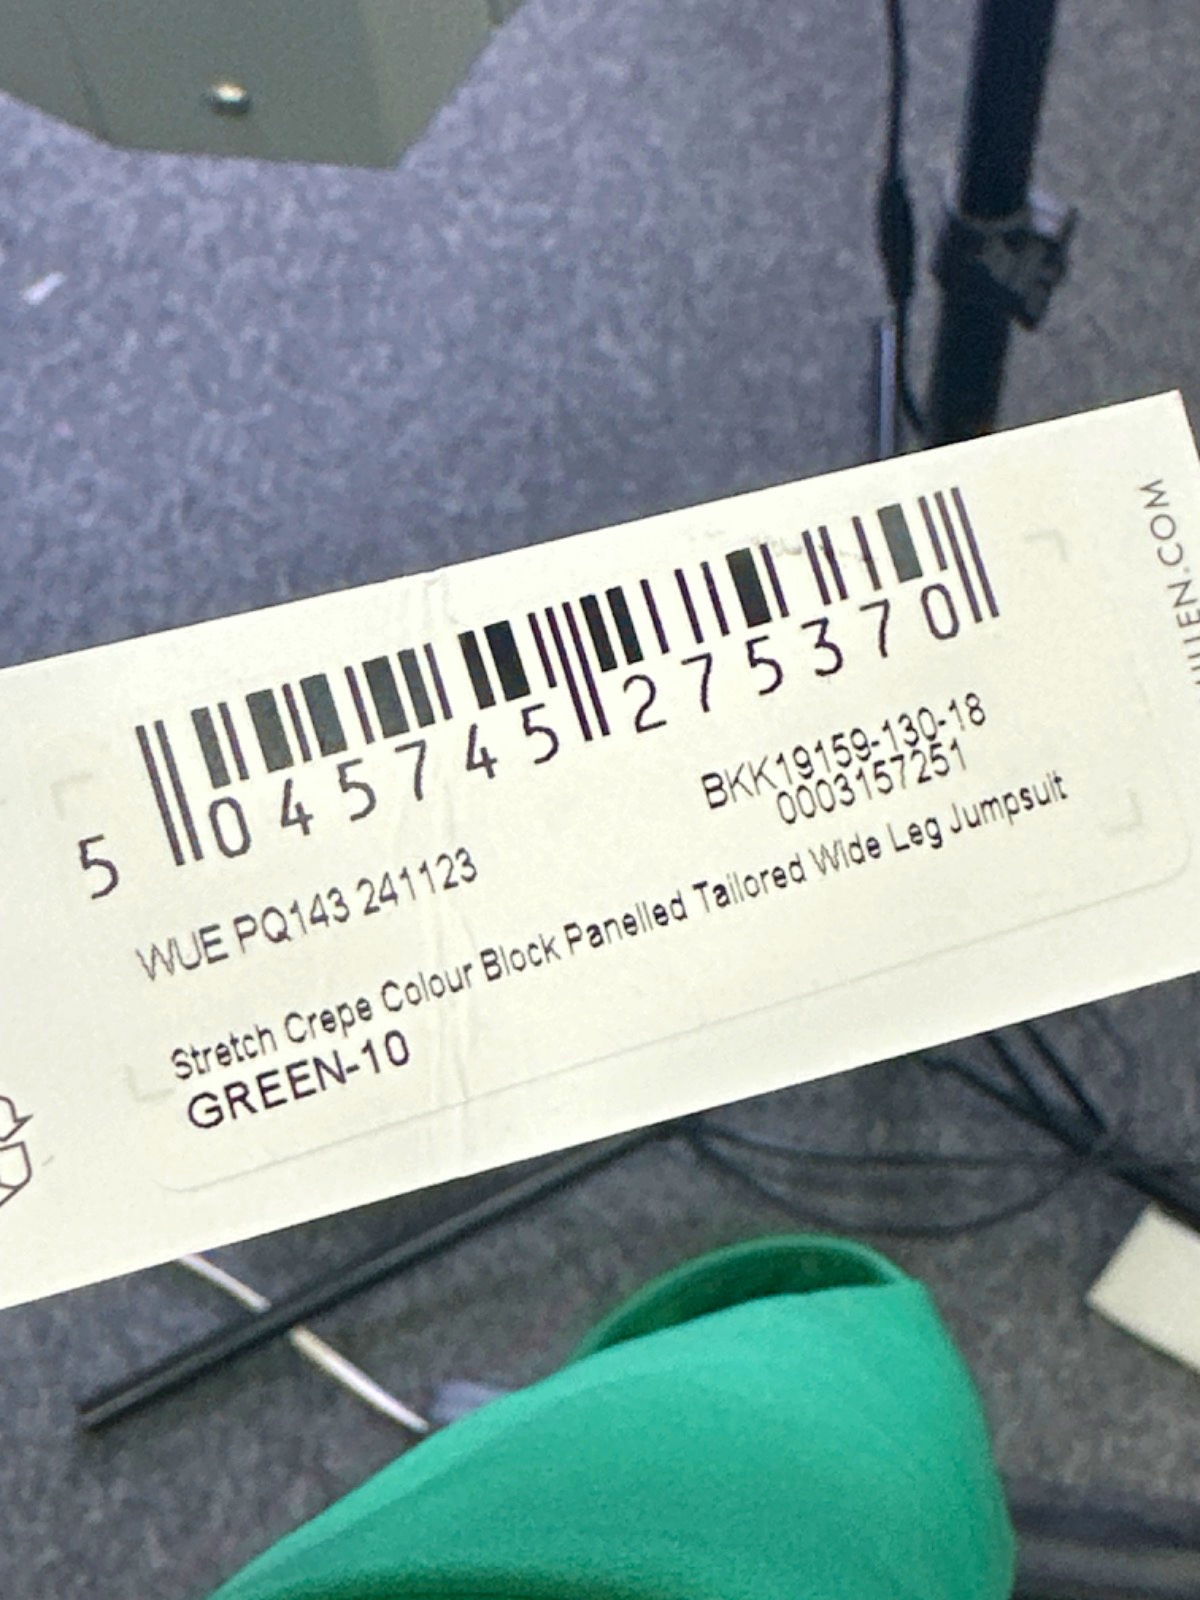 5 045745 275370
BKK19159-130-18
0003157251
WUE PQ143 241123
Stretch Crepe Colour Block Panelled Tailored Wide Leg Jumpsuit
GREEN-10